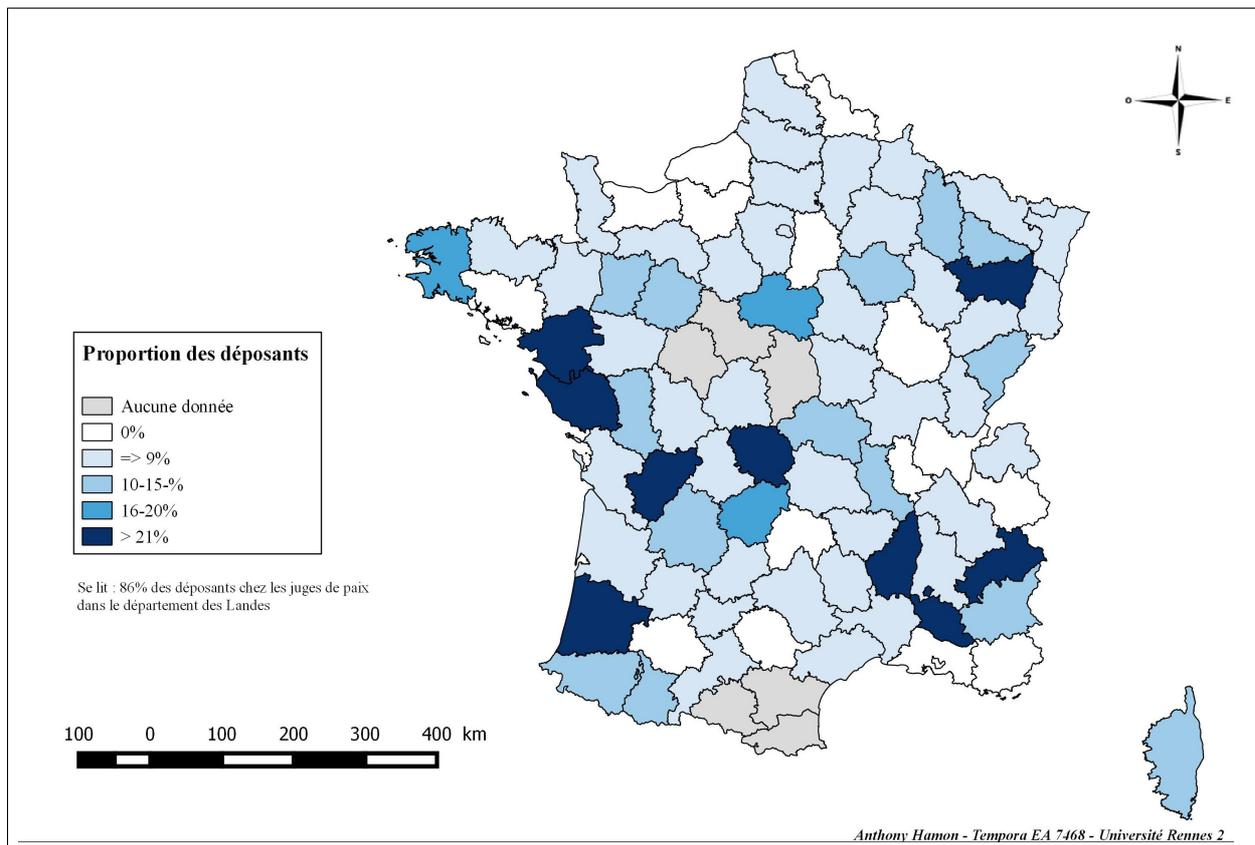 N
O
E
S
Proportion des déposants
Aucune donnée
0%
=> 9%
10-15-%
16-20%
> 21%
Se lit : 86% des déposants chez les juges de paix
dans le département des Landes
100 0 100 200 300 400 km
Anthony Hamon - Tempora EA 7468 - Université Rennes 2